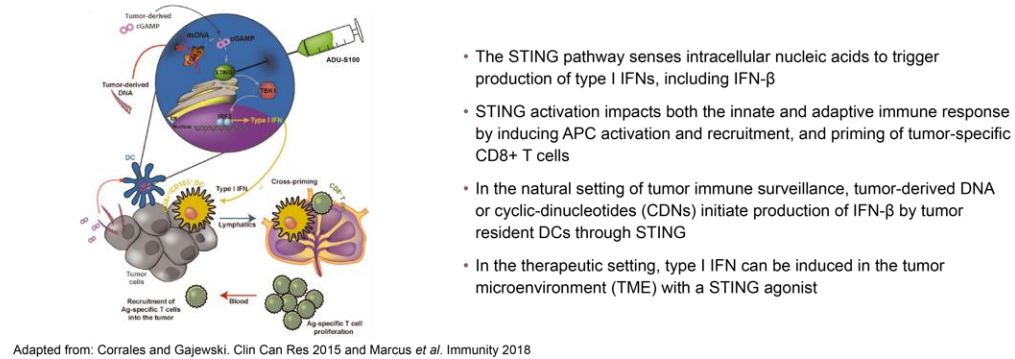 Tumor-derived
cGAMP
dsDNA
cGAMP
ADU-S100
STING
TBK1
Tumor-derived
DNA
IRF3
Type I IFN
Nucleus
DC
CD103+ DC
Type I IFN
Lymphatics
Cross-priming
CD8+ T
Tumor
cells
Recruitment of
Ag-specific T cells
into the tumor
Blood
Ag-specific T cell
proliferation
• The STING pathway senses intracellular nucleic acids to trigger
production of type I IFNs, including IFN-β
• STING activation impacts both the innate and adaptive immune response
by inducing APC activation and recruitment, and priming of tumor-specific
CD8+ T cells
• In the natural setting of tumor immune surveillance, tumor-derived DNA
or cyclic-dinucleotides (CDNs) initiate production of IFN-β by tumor
resident DCs through STING
• In the therapeutic setting, type I IFN can be induced in the tumor
microenvironment (TME) with a STING agonist
Adapted from: Corrales and Gajewski. Clin Can Res 2015 and Marcus et al. Immunity 2018